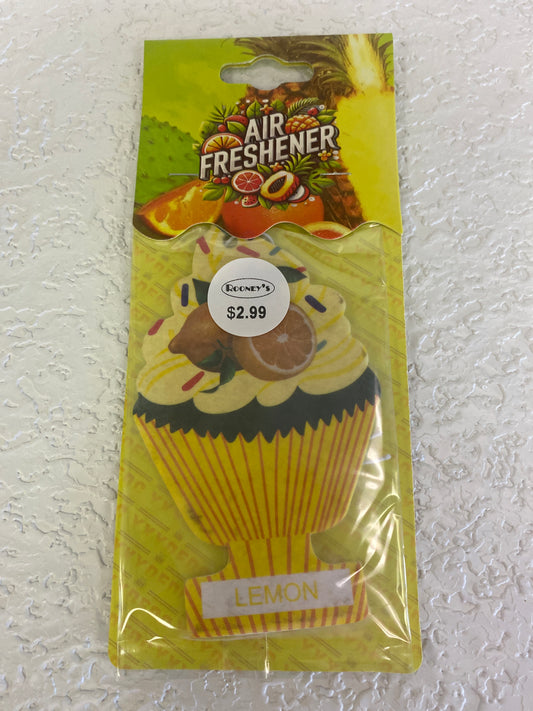 AIR
FRESHENER
ROONEY'S
$2.99
LEMON